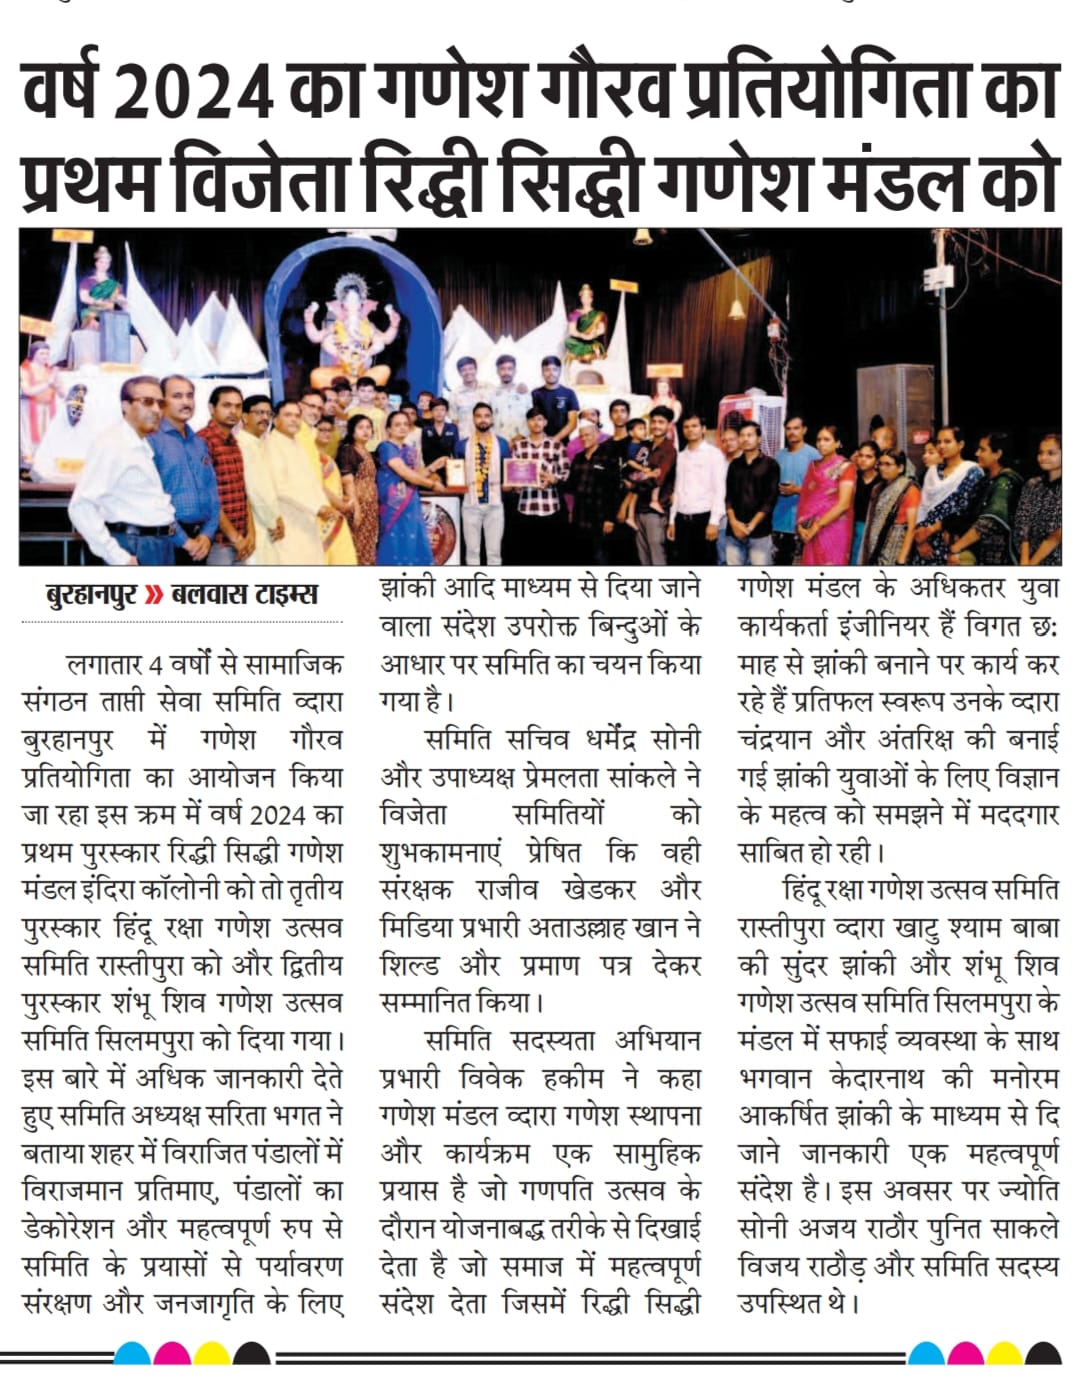 वर्ष 2024 का गणेश गौरव प्रतियोगिता का
प्रथम विजेता रिद्धी सिद्धी गणेश मंडल को
बुरहानपुर » बलवास टाइम्स
लगातार 4 वर्षों से सामाजिक
संगठन ताप्ती सेवा समिति व्दारा
बुरहानपुर में गणेश गौरव
प्रतियोगिता का आयोजन किया
जा रहा इस क्रम में वर्ष 2024 का
प्रथम पुरस्कार रिद्धी सिद्धी गणेश
मंडल इंदिरा कॉलोनी को तो तृतीय
पुरस्कार हिंदू रक्षा गणेश उत्सव
समिति रास्तीपुरा को और द्वितीय
पुरस्कार शंभू शिव गणेश उत्सव
समिति सिलमपुरा को दिया गया।
इस बारे में अधिक जानकारी देते
हुए समिति अध्यक्ष सरिता भगत ने
बताया शहर में विराजित पंडालों में
विराजमान प्रतिमाए, पंडालों का
डेकोरेशन और महत्वपूर्ण रुप से
समिति के प्रयासों से पर्यावरण
संरक्षण और जनजागृति के लिए
झांकी आदि माध्यम से दिया जाने
वाला संदेश उपरोक्त बिन्दुओं के
आधार पर समिति का चयन किया
गया है।
समिति सचिव धर्मेंद्र सोनी
और उपाध्यक्ष प्रेमलता सांकले ने
विजेता समितियों को
शुभकामनाएं प्रेषित कि वही
संरक्षक राजीव खेडकर और
मिडिया प्रभारी अताउल्लाह खान ने
शिल्ड और प्रमाण पत्र देकर
सम्मानित किया।
समिति सदस्यता अभियान
प्रभारी विवेक हकीम ने कहा
गणेश मंडल व्दारा गणेश स्थापना
और कार्यक्रम एक सामुहिक
प्रयास है जो गणपति उत्सव के
दौरान योजनाबद्ध तरीके से दिखाई
देता है जो समाज में महत्वपूर्ण
संदेश देता जिसमें रिद्धी सिद्धी
गणेश मंडल के अधिकतर युवा
कार्यकर्ता इंजीनियर हैं विगत छ:
माह से झांकी बनाने पर कार्य कर
रहे हैं प्रतिफल स्वरूप उनके व्दारा
चंद्रयान और अंतरिक्ष की बनाई
गई झांकी युवाओं के लिए विज्ञान
के महत्व को समझने में मददगार
साबित हो रही।
हिंदू रक्षा गणेश उत्सव समिति
रास्तीपुरा व्दारा खाटु श्याम बाबा
की सुंदर झांकी और शंभू शिव
गणेश उत्सव समिति सिलमपुरा के
मंडल में सफाई व्यवस्था के साथ
भगवान केदारनाथ की मनोरम
आकर्षित झांकी के माध्यम से दि
जाने जानकारी एक महत्वपूर्ण
संदेश है। इस अवसर पर ज्योति
सोनी अजय राठौर पुनित साकले
विजय राठौड़ और समिति सदस्य
उपस्थित थे।